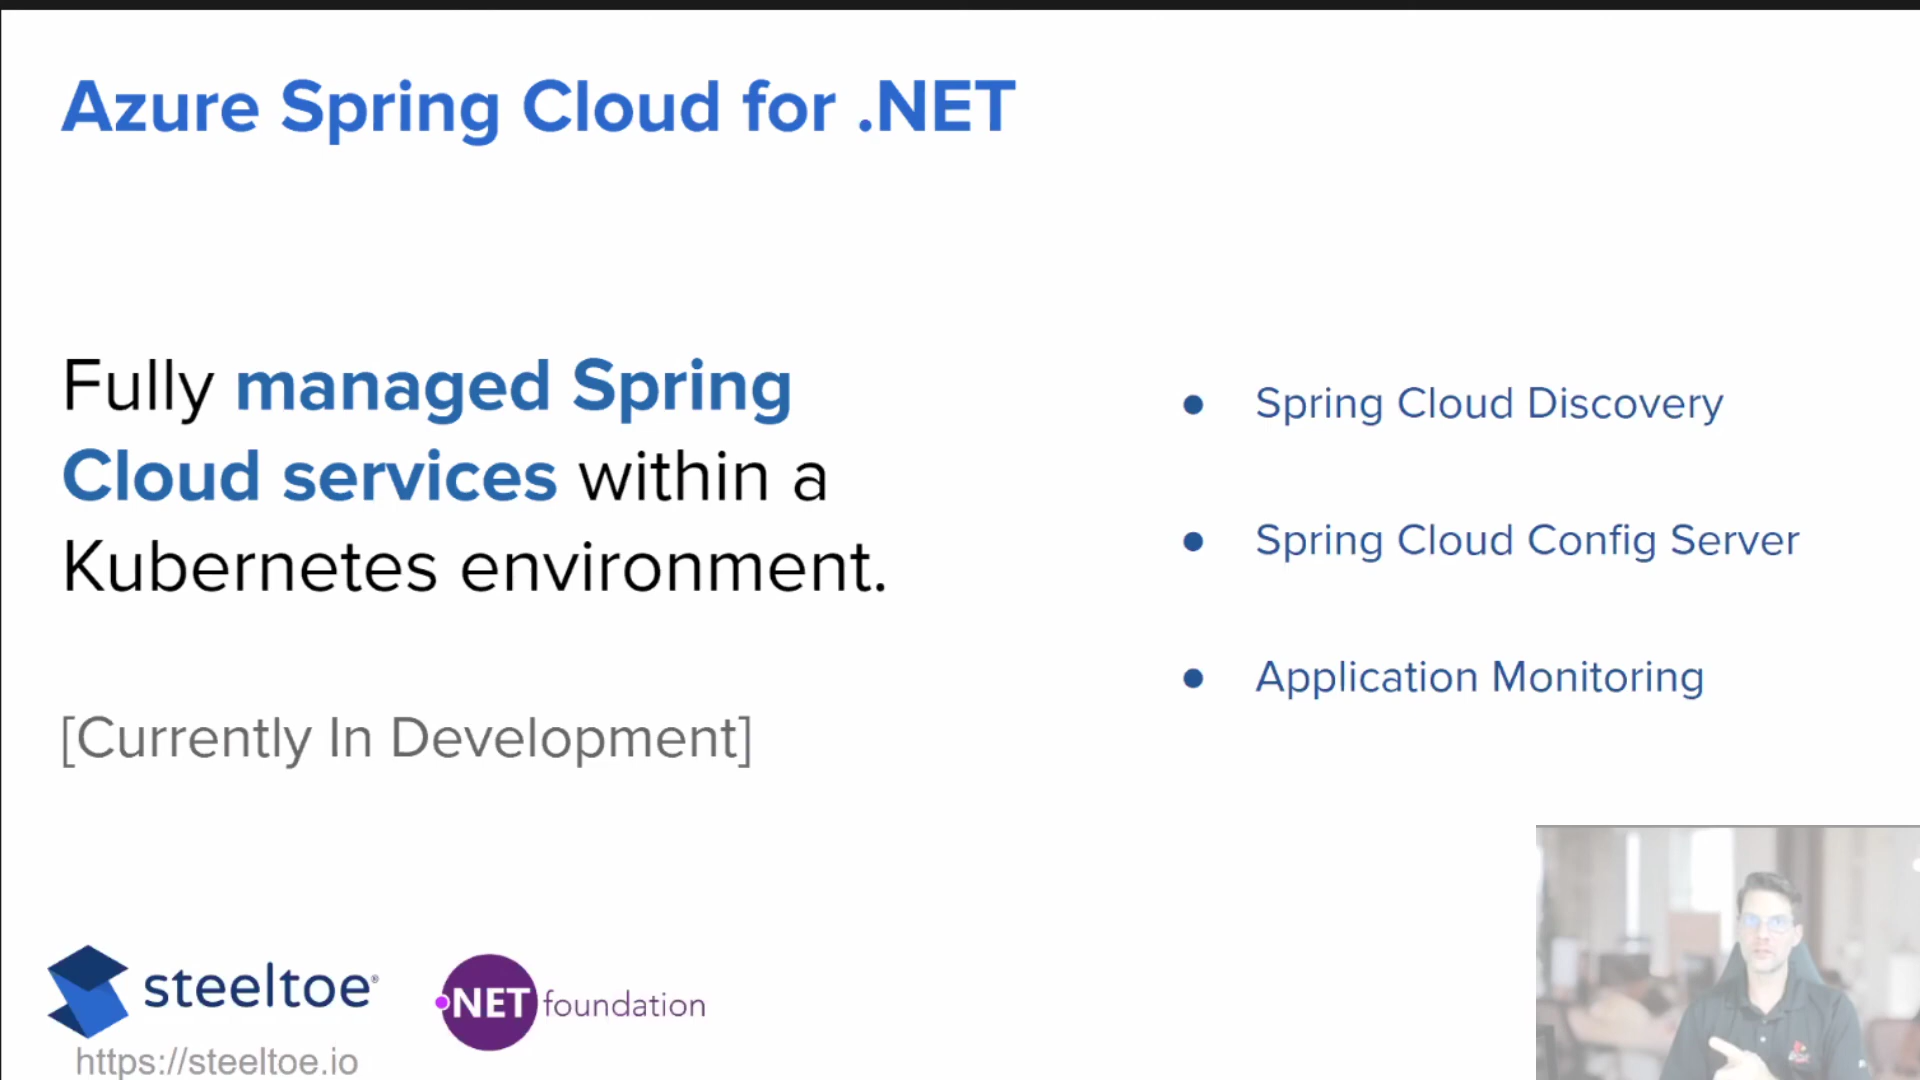 Azure Spring Cloud for .NET
Fully managed Spring
Cloud services within a
Kubernetes environment.
[Currently In Development]
● Spring Cloud Discovery
● Spring Cloud Config Server
● Application Monitoring
steeltoe®
https://steeltoe.io
.NET foundation